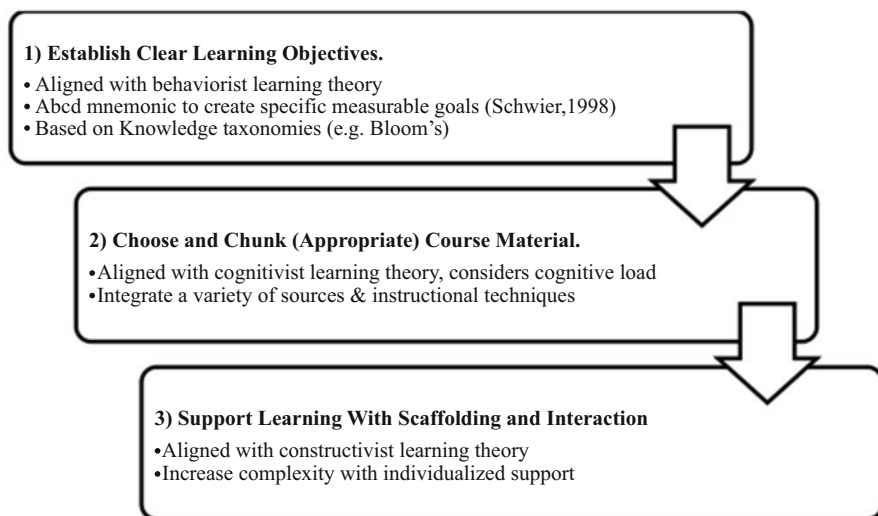 1) Establish Clear Learning Objectives.
• Aligned with behaviorist learning theory
• Abcd mnemonic to create specific measurable goals (Schwier,1998)
• Based on Knowledge taxonomies (e.g. Bloom's)
2) Choose and Chunk (Appropriate) Course Material.
•Aligned with cognitivist learning theory, considers cognitive load
•Integrate a variety of sources & instructional techniques
3) Support Learning With Scaffolding and Interaction
•Aligned with constructivist learning theory
•Increase complexity with individualized support